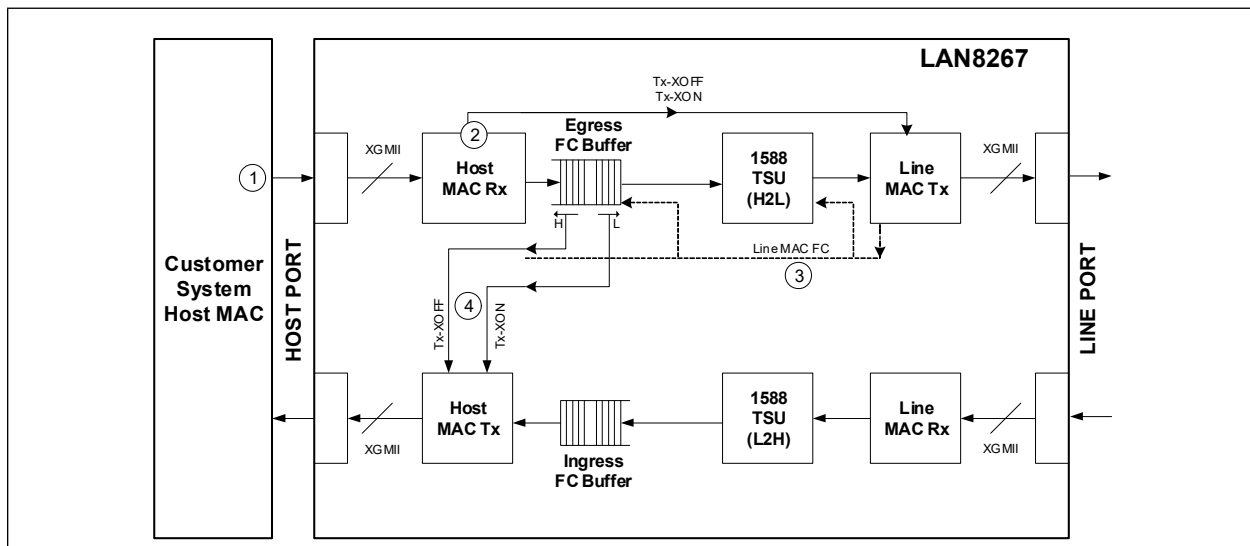 LAN8267
Tx-XOFF
Tx-XON
Egress
FC Buffer
XGMII
2
1
Host
MAC Rx
1588
TSU
(H2L)
Line
MAC Tx
XGMII
H
L
Line MAC FC
3
Customer
System
Host MAC
HOST PORT
LINE PORT
Tx-XOFF
4
Tx-XON
Host
MAC Tx
1588
TSU
(L2H)
Line
MAC Rx
XGMII
XGMII
Ingress
FC Buffer